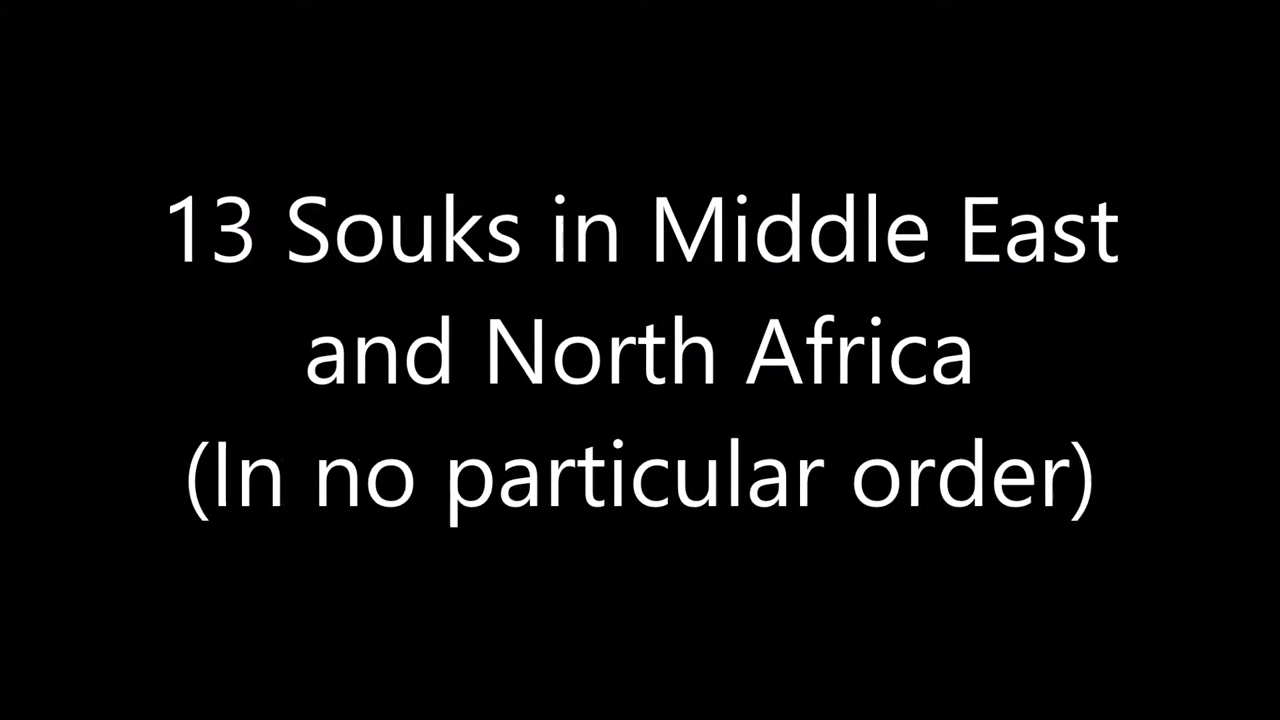 13 Souks in Middle East
and North Africa
(In no particular order)